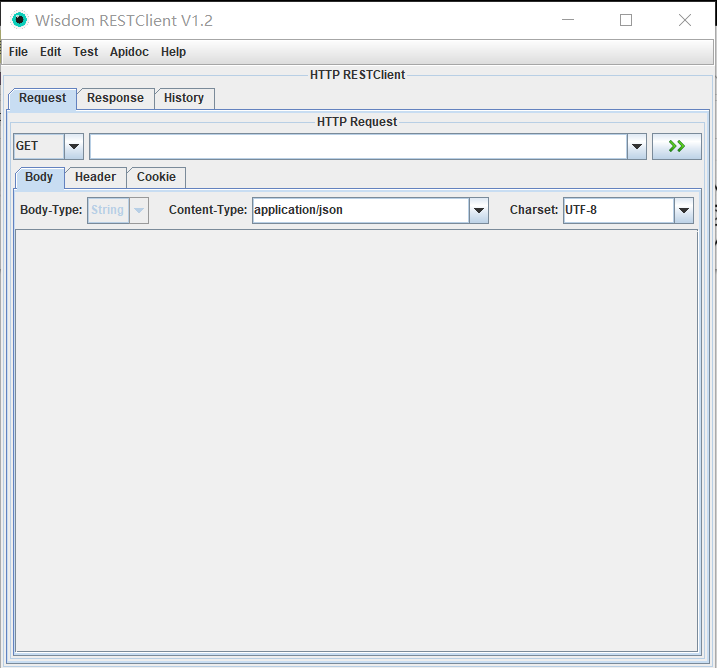 Wisdom RESTClient V1.2
File Edit Test Apidoc Help
HTTP RESTClient
Request Response History
HTTP Request
GET
Body Header Cookie
Body-Type: String Content-Type: application/json Charset: UTF-8